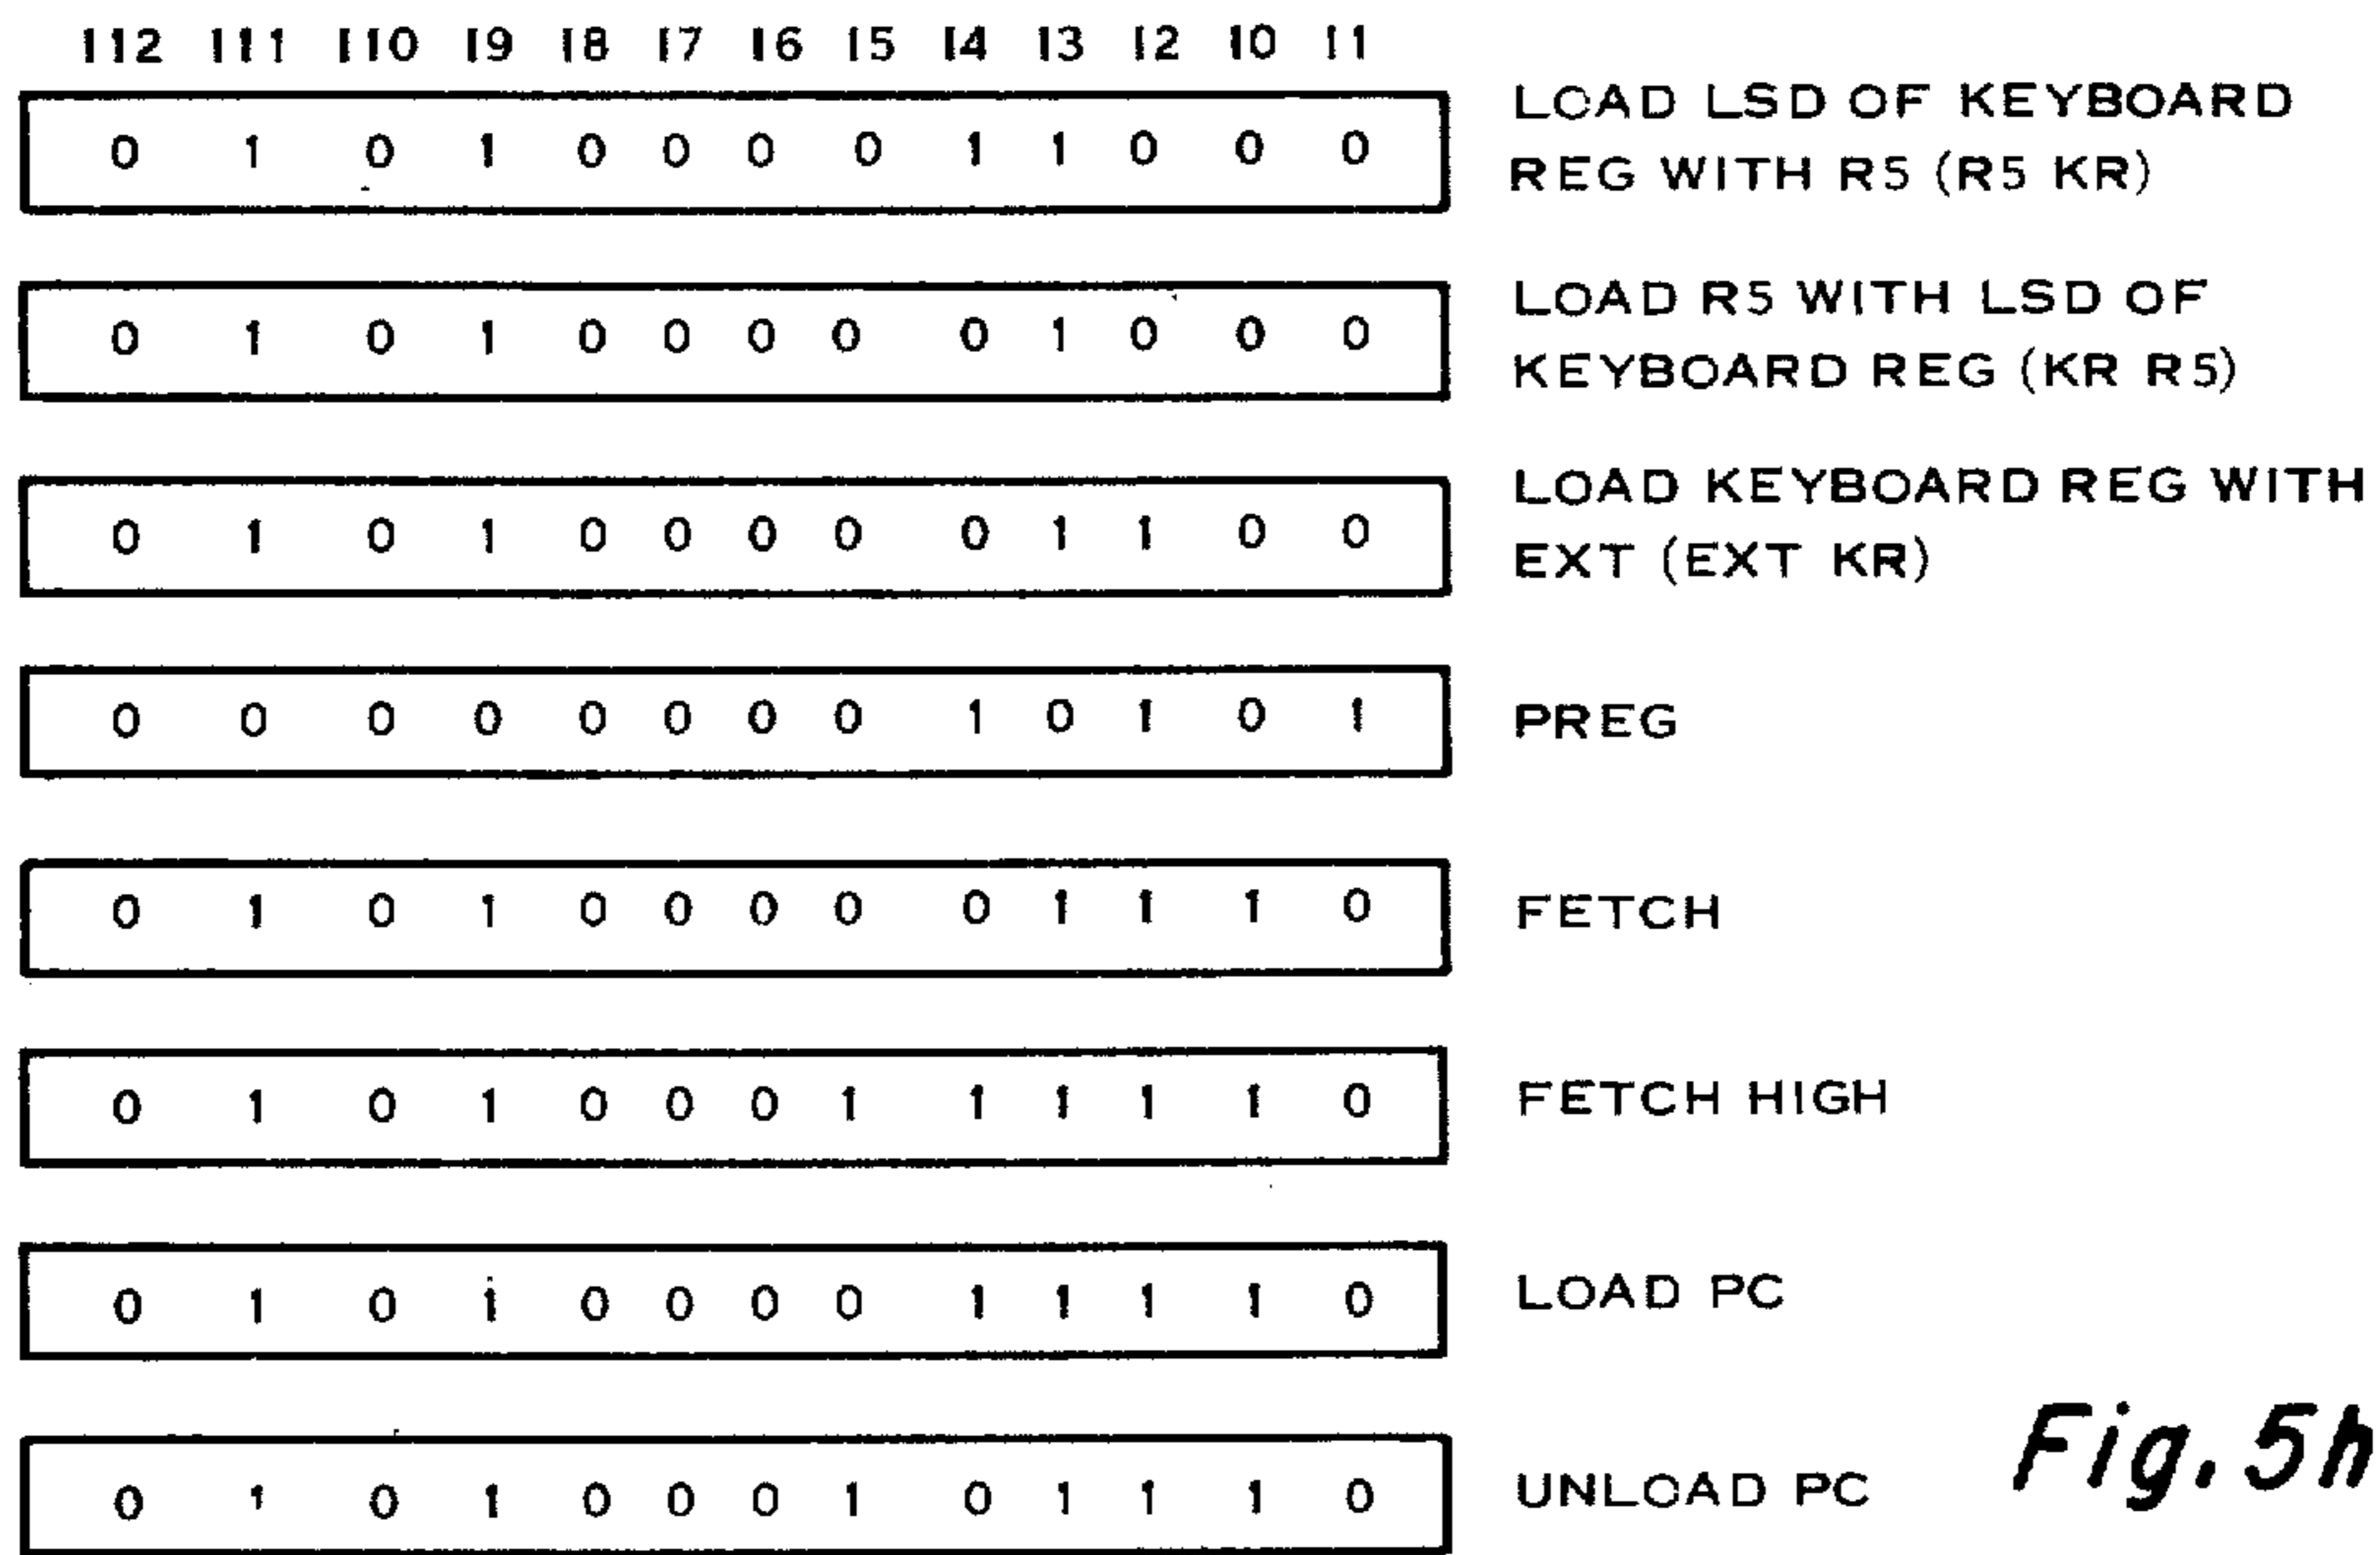 I12 I11 I10 I9 I8 I7 I6 I5 I4 I3 I2 I0 I1
0 1 0 1 0 0 0 0 1 1 0 0 0
LOAD LSD OF KEYBOARD
REG WITH R5 (R5 KR)
0 1 0 1 0 0 0 0 0 1 0 0 0
LOAD R5 WITH LSD OF
KEYBOARD REG (KR R5)
0 1 0 1 0 0 0 0 0 1 1 0 0
LOAD KEYBOARD REG WITH
EXT (EXT KR)
0 0 0 0 0 0 0 0 1 0 1 0 1 PREG
0 1 0 1 0 0 0 0 0 1 1 1 0 FETCH
0 1 0 1 0 0 0 1 1 1 1 1 0 FETCH HIGH
0 1 0 1 0 0 0 0 1 1 1 1 0 LOAD PC
0 1 0 1 0 0 0 1 0 1 1 1 0 UNLOAD PC
Fig. 5h